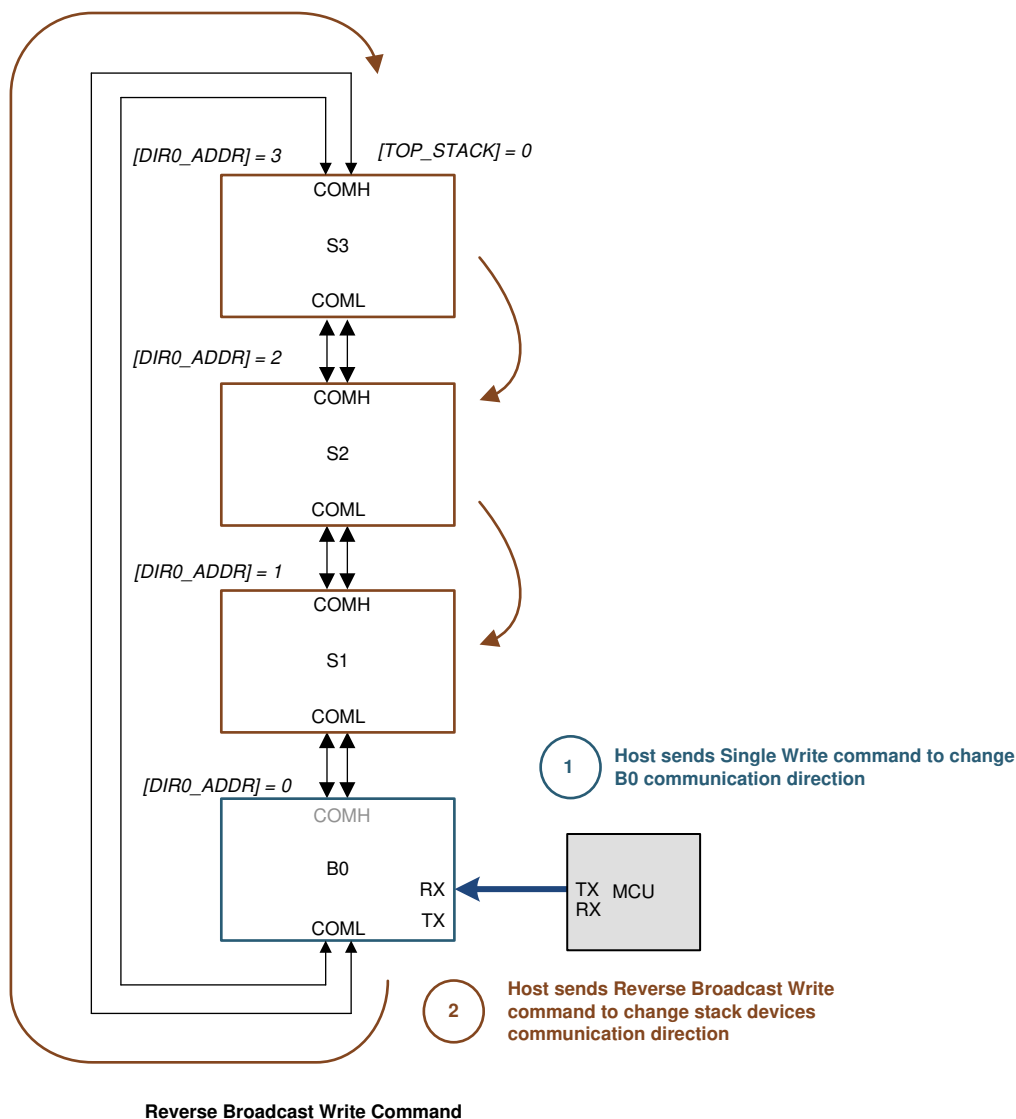 [DIR0_ADDR] = 3
[TOP_STACK] = 0
COMH
S3
COML
[DIR0_ADDR] = 2
COMH
S2
COML
[DIR0_ADDR] = 1
COMH
S1
COML
1
Host sends Single Write command to change
B0 communication direction
[DIR0_ADDR] = 0
COMH
B0
RX
TX
COML
TX MCU
RX
2
Host sends Reverse Broadcast Write
command to change stack devices
communication direction
Reverse Broadcast Write Command